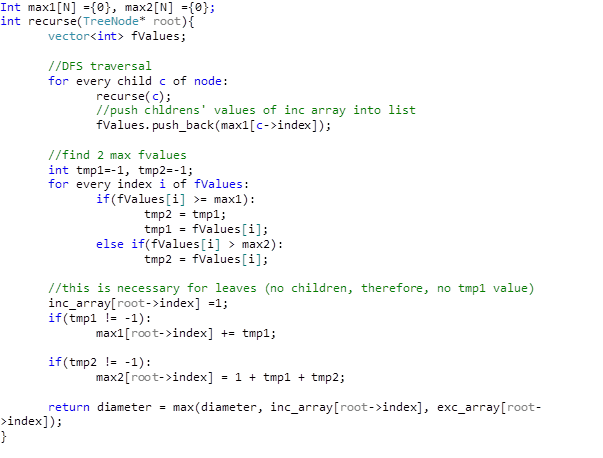 Int max1[N] ={0}, max2[N] ={0};
int recurse(TreeNode* root){
vector<int> fValues;
//DFS traversal
for every child c of node:
recurse(c);
//push chldrens' values of inc array into list
fValues.push_back(max1[c->index]);
//find 2 max fvalues
int tmp1=-1, tmp2=-1;
for every index i of fValues:
if(fValues[i] >= max1):
tmp2 = tmp1;
tmp1 = fValues[i];
else if(fValues[i] > max2):
tmp2 = fValues[i];
//this is necessary for leaves (no children, therefore, no tmp1 value)
inc_array[root->index] =1;
if(tmp1 != -1):
max1[root->index] += tmp1;
if(tmp2 != -1):
max2[root->index] = 1 + tmp1 + tmp2;
return diameter = max(diameter, inc_array[root->index], exc_array[root-
>index]);
}